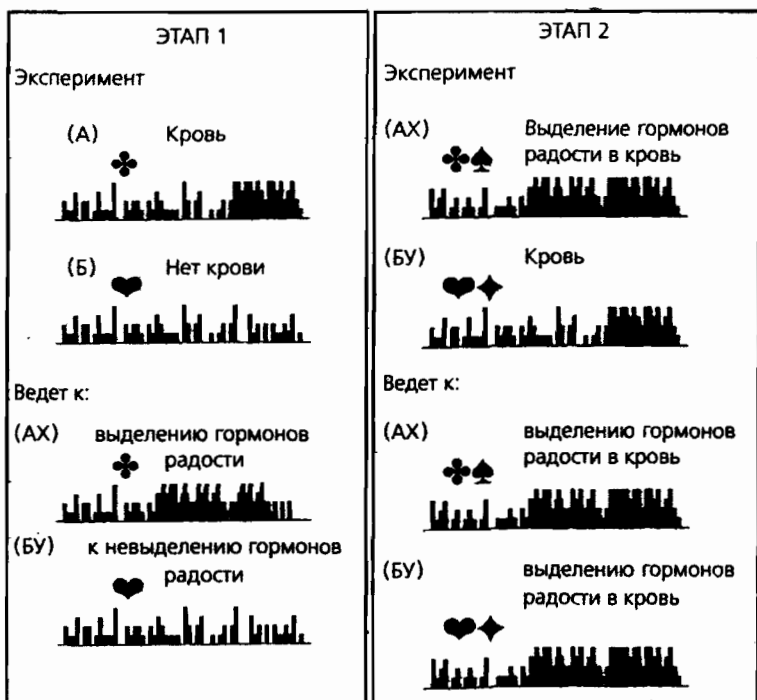 ЭТАП 1
Эксперимент
(А) Кровь
(Б) Нет крови
Ведет к:
(АХ) выделению гормонов
радости
(БУ) к невыделению гормонов
радости
ЭТАП 2
Эксперимент
(АХ) Выделение гормонов
радости в кровь
(БУ) Кровь
Ведет к:
(АХ) выделению гормонов
радости в кровь
(БУ) выделению гормонов
радости в кровь